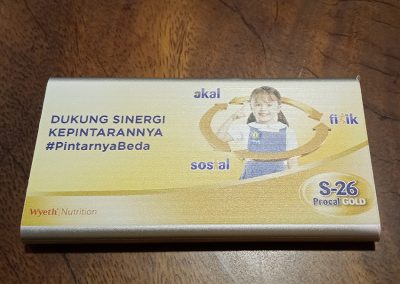 akal
DUKUNG SINERGI
KEPINTARANNYA
#PintarnyaBeda
fisik
sosial
S-26
Procal GOLD
Wyeth® Nutrition